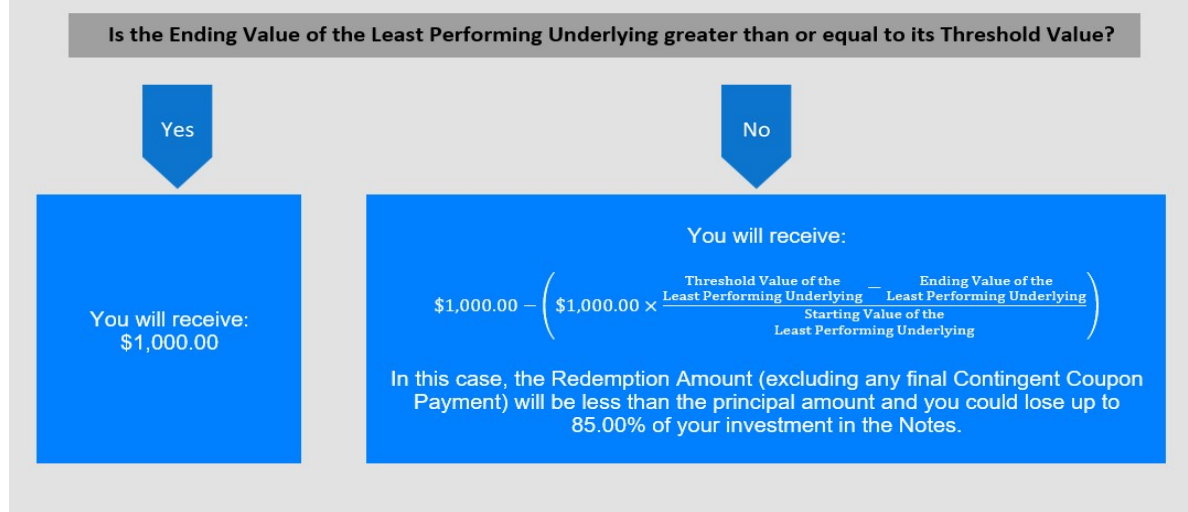 Is the Ending Value of the Least Performing Underlying greater than or equal to its Threshold Value?
Yes
No
You will receive:
$1,000.00
You will receive:
$1,000.00 − ( $1,000.00 × 
Threshold Value of the
Least Performing Underlying
−
Ending Value of the
Least Performing Underlying
Starting Value of the
Least Performing Underlying
)
In this case, the Redemption Amount (excluding any final Contingent Coupon
Payment) will be less than the principal amount and you could lose up to
85.00% of your investment in the Notes.